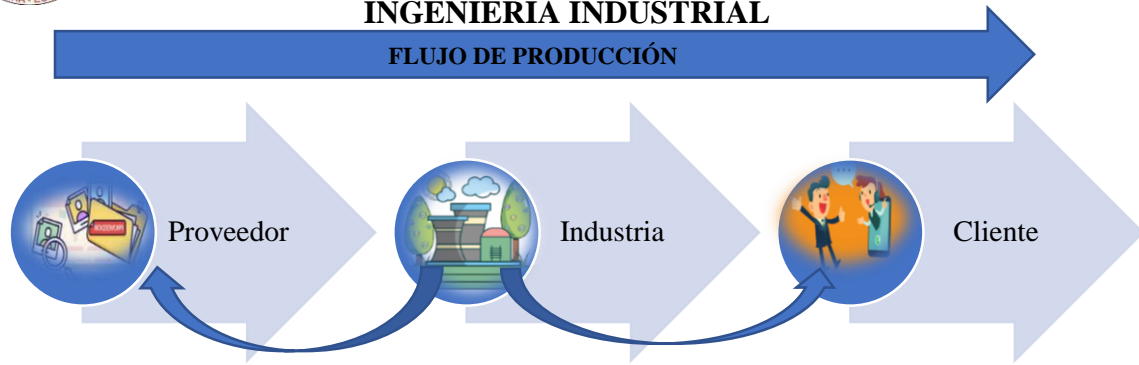 INGENIERIA INDUSTRIAL
FLUJO DE PRODUCCIÓN
Proveedor
Industria
Cliente